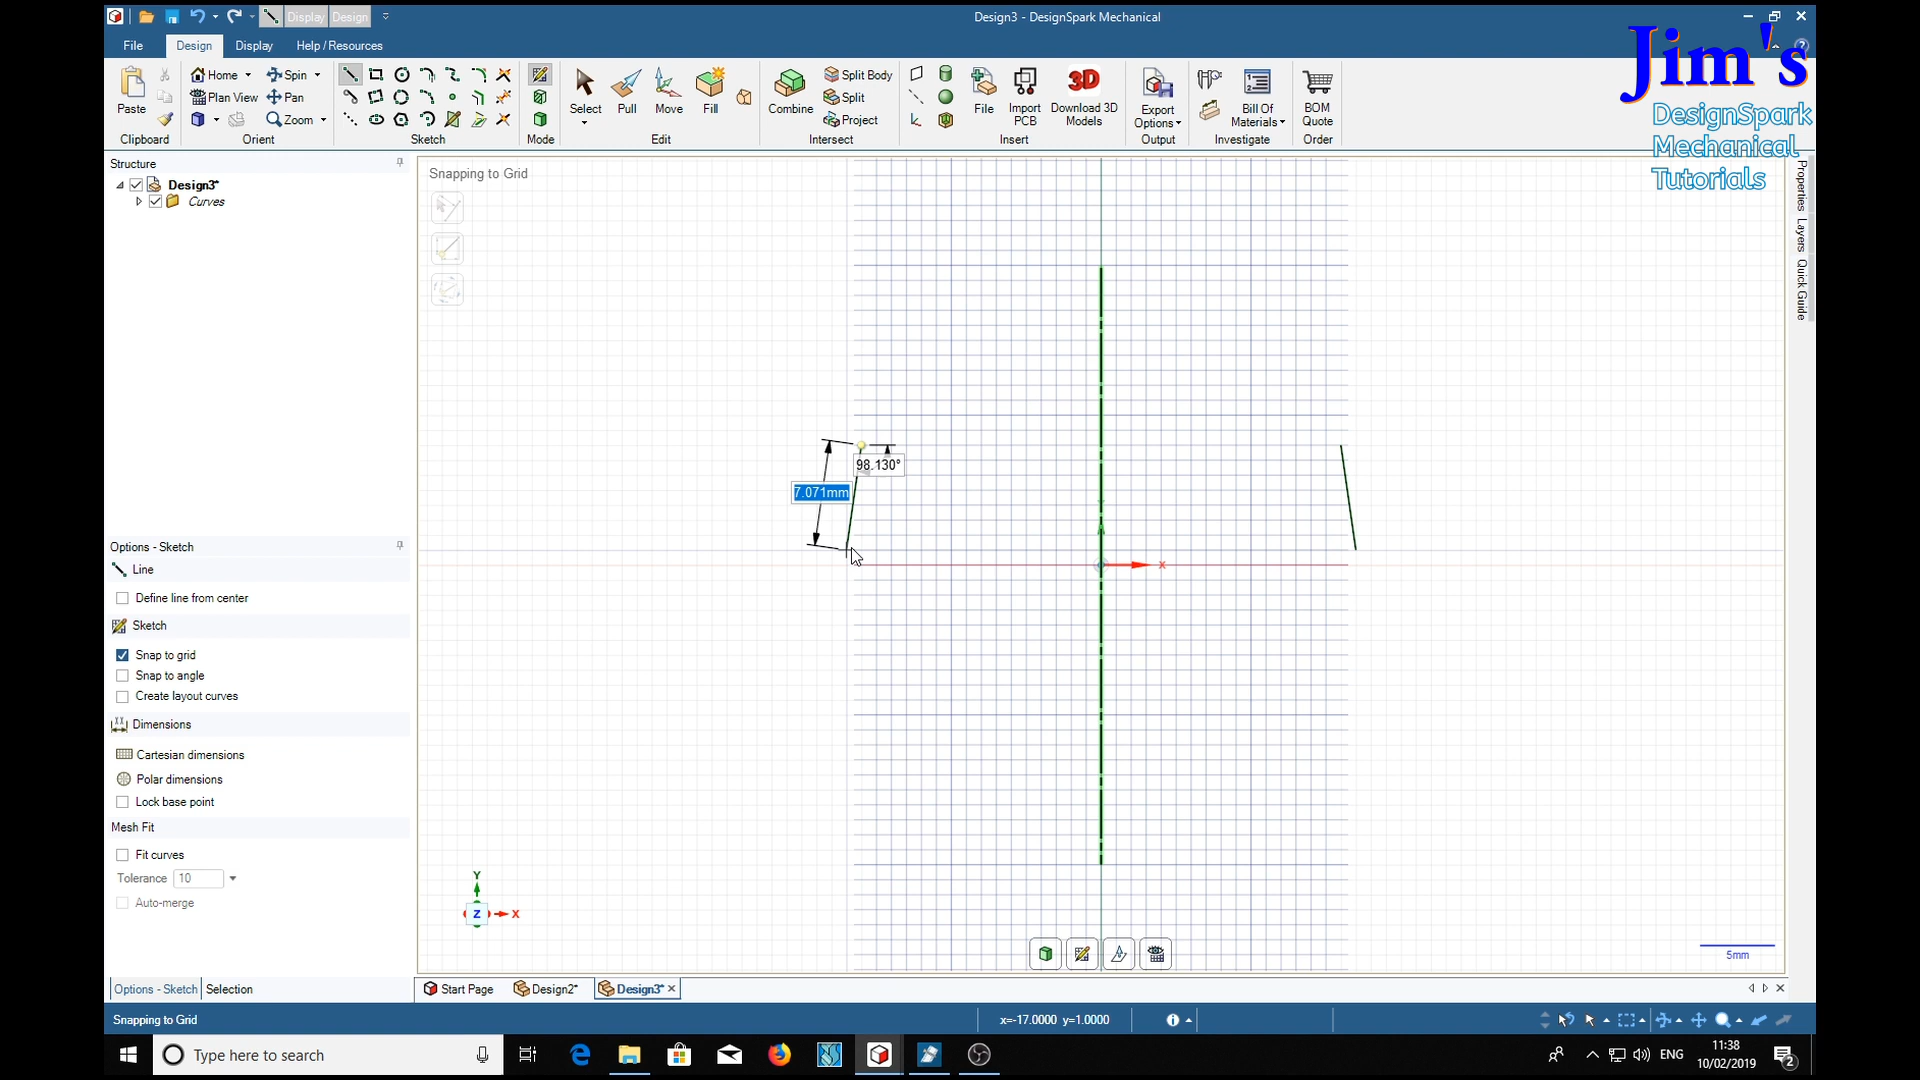 Display Design
Design3 - DesignSpark Mechanical
File Design Display Help / Resources
Jim's
DesignSpark
Mechanical
Tutorials
Paste
Home
Plan View
Spin
Pan
Zoom
Select
Pull
Move
Fill
Combine
Split Body
Split
Project
File
Import
PCB
3D
Download 3D
Models
Export
Options
Bill Of
Materials
BOM
Quote
Clipboard Orient Sketch Mode Edit Intersect Insert Output Investigate Order
Structure
Design3*
Curves
Snapping to Grid
Properties
Layers
Quick Guide
98.130°
7.071mm
X
Options - Sketch
Line
Define line from center
Sketch
Snap to grid
Snap to angle
Create layout curves
Dimensions
Cartesian dimensions
Polar dimensions
Lock base point
Mesh Fit
Fit curves
Tolerance 10
Auto-merge
Y
Z X
5mm
Options - Sketch Selection
Start Page Design2* Design3*
Snapping to Grid
x=-17.0000 y=1.0000
Type here to search
ENG
11:38
10/02/2019
2